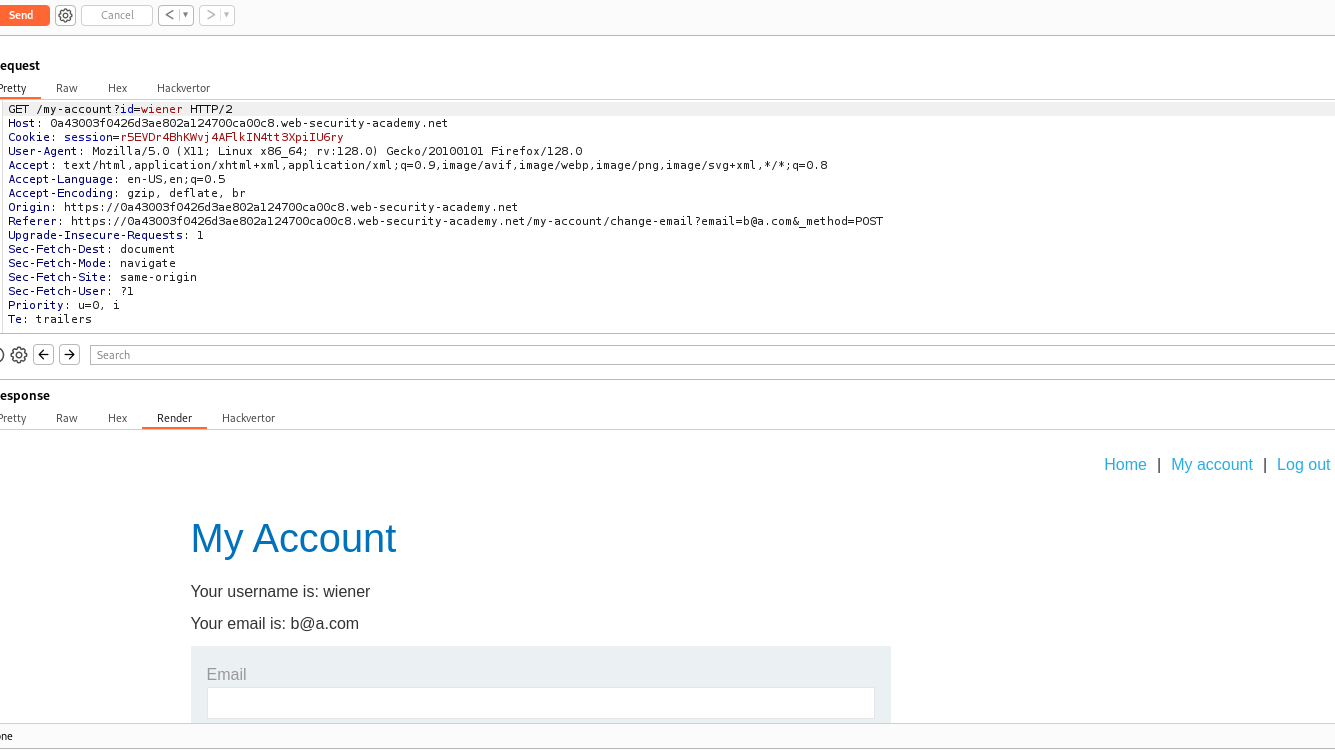 Send Cancel < | ▾ > | ▾
equest
Pretty Raw Hex Hackvertor
GET /my-account?id=wiener HTTP/2
Host: 0a43003f0426d3ae802a124700ca00c8.web-security-academy.net
Cookie: session=r5EVDr4BhKWvj4AFlkIN4tt3XpiIU6ry
User-Agent: Mozilla/5.0 (X11; Linux x86_64; rv:128.0) Gecko/20100101 Firefox/128.0
Accept: text/html,application/xhtml+xml,application/xml;q=0.9,image/avif,image/webp,image/png,image/svg+xml,*/*;q=0.8
Accept-Language: en-US,en;q=0.5
Accept-Encoding: gzip, deflate, br
Origin: https://0a43003f0426d3ae802a124700ca00c8.web-security-academy.net
Referer: https://0a43003f0426d3ae802a124700ca00c8.web-security-academy.net/my-account/change-email?email=b@a.com&_method=POST
Upgrade-Insecure-Requests: 1
Sec-Fetch-Dest: document
Sec-Fetch-Mode: navigate
Sec-Fetch-Site: same-origin
Sec-Fetch-User: ?1
Priority: u=0, i
Te: trailers
Search
esponse
Pretty Raw Hex Render Hackvertor
Home | My account | Log out
My Account
Your username is: wiener
Your email is: b@a.com
Email
one